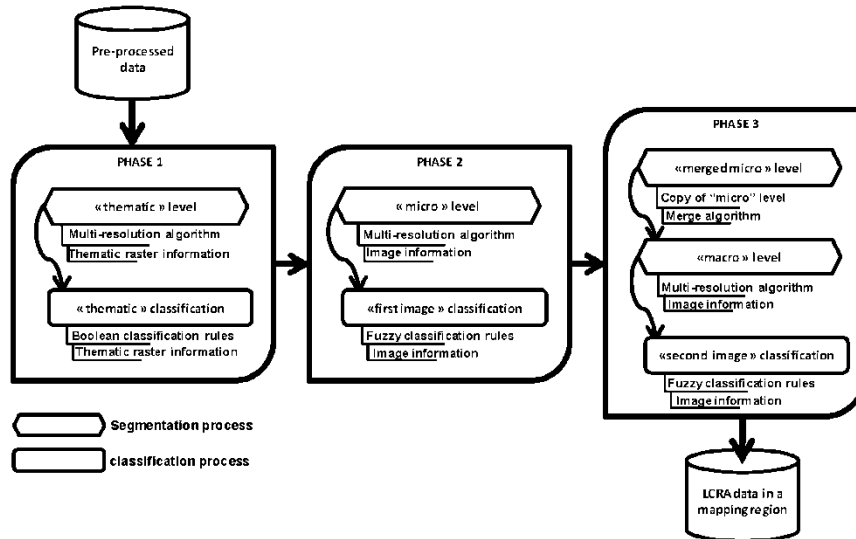 Pre-processed
data
PHASE 1
«thematic» level
Multi-resolution algorithm
Thematic raster information
«thematic» classification
Boolean classification rules
Thematic raster information
PHASE 2
«micro» level
Multi-resolution algorithm
Image information
«first image» classification
Fuzzy classification rules
Image information
PHASE 3
«merged micro» level
Copy of "micro" level
Merge algorithm
«macro» level
Multi-resolution algorithm
Image information
«second image» classification
Fuzzy classification rules
Image information
Segmentation process
classification process
LCRA data in a
mapping region